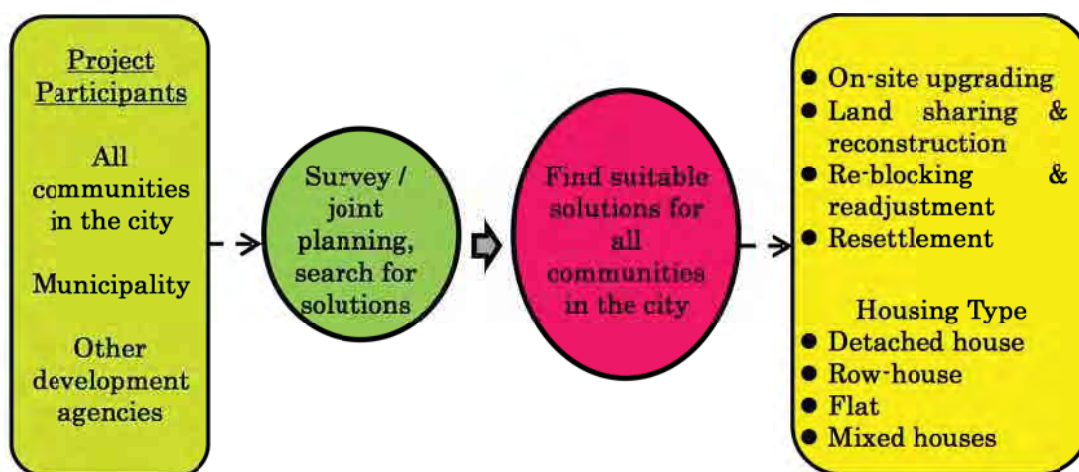 Project
Participants
All
communities
in the city
Municipality
Other
development
agencies
Survey /
joint
planning,
search for
solutions
Find suitable
solutions for
all
communities
in the city
● On-site upgrading
● Land sharing &
reconstruction
● Re-blocking &
readjustment
● Resettlement
Housing Type
● Detached house
● Row-house
● Flat
● Mixed houses